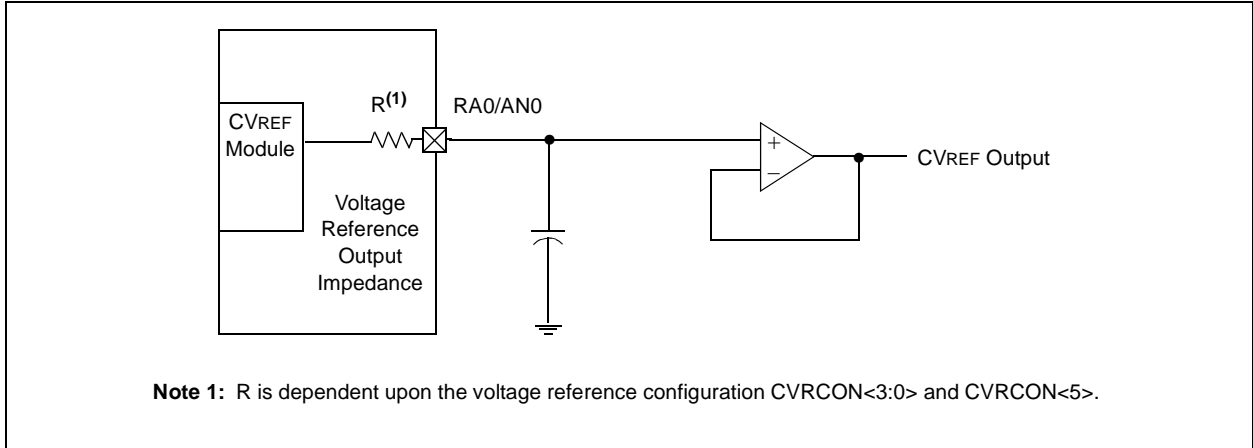 R(1)
RA0/AN0
CVREF
Module
+
–
CVREF Output
Voltage
Reference
Output
Impedance
Note 1: R is dependent upon the voltage reference configuration CVRCON<3:0> and CVRCON<5>.